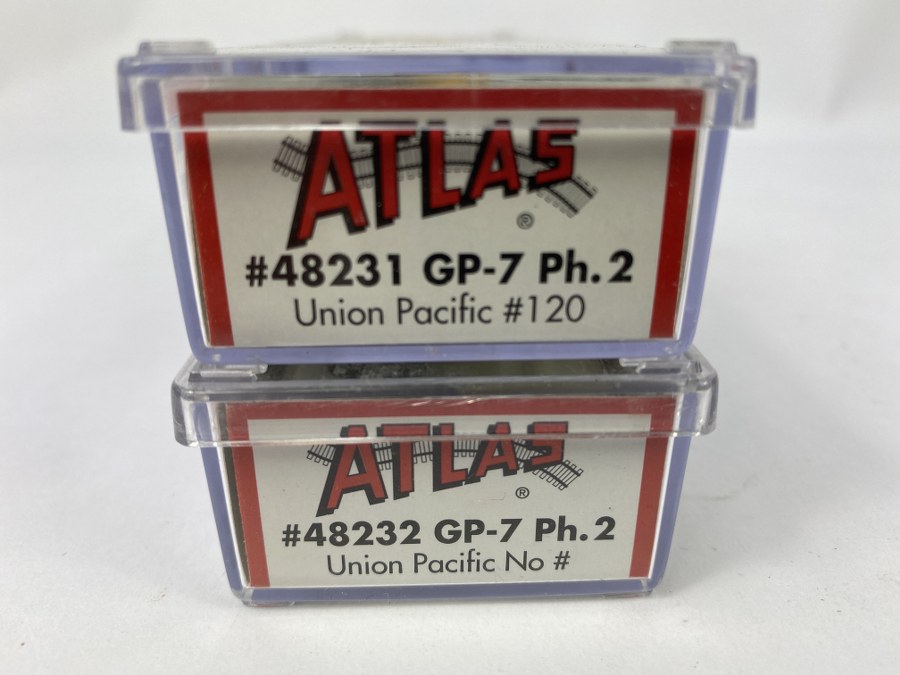 ATLAS ®
#48231 GP-7 Ph.2
Union Pacific #120
ATLAS ®
#48232 GP-7 Ph.2
Union Pacific No #